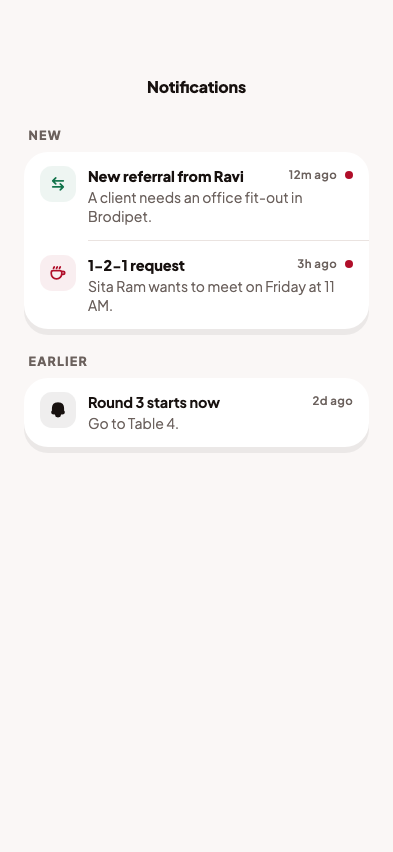 Notifications
NEW
New referral from Ravi 12m ago
A client needs an office fit-out in
Brodipet.
1-2-1 request 3h ago
Sita Ram wants to meet on Friday at 11
AM.
EARLIER
Round 3 starts now 2d ago
Go to Table 4.